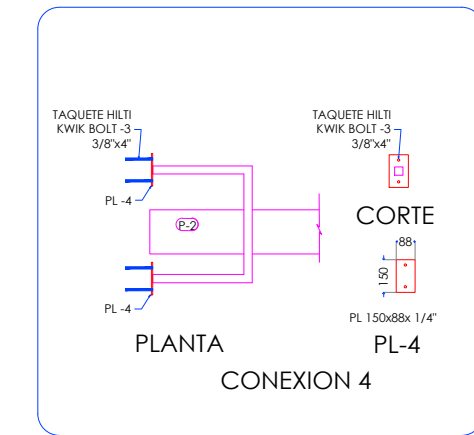 TAQUETE HILTI
KWIK BOLT -3
3/8"x4"
PL -4
P-2
PL -4
PLANTA
TAQUETE HILTI
KWIK BOLT -3
3/8"x4"
CORTE
88
150
PL 150x88x 1/4"
PL-4
CONEXION 4